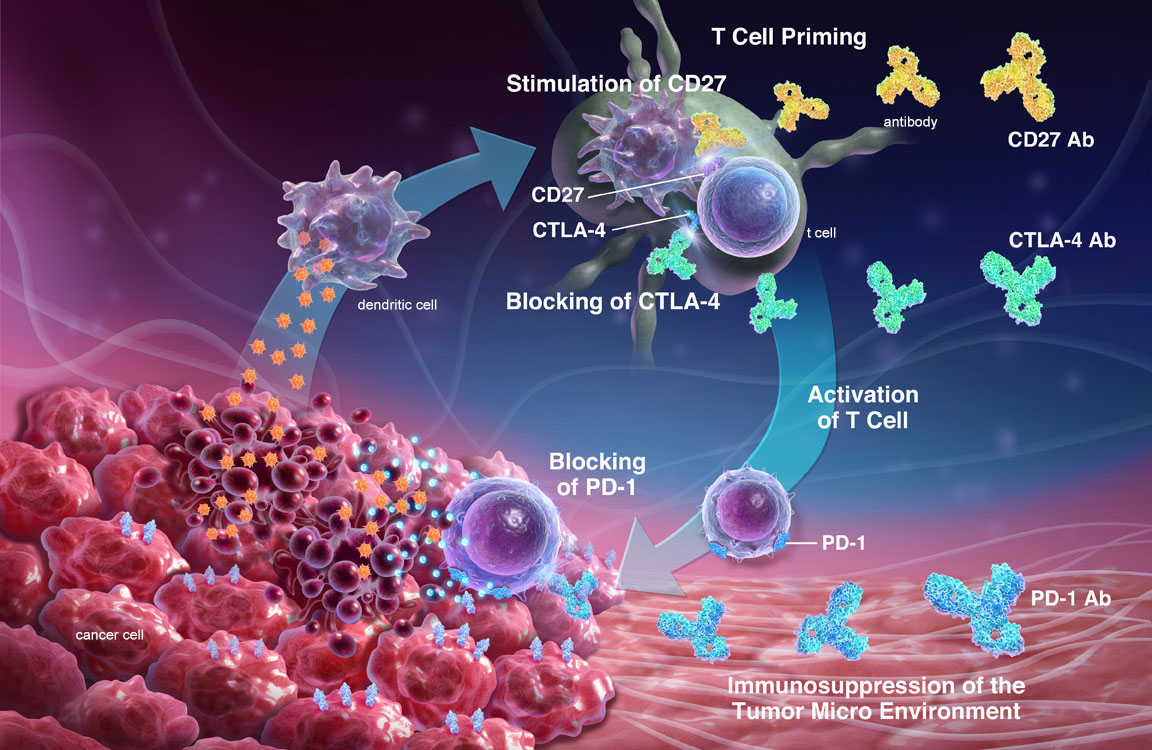 T Cell Priming
Stimulation of CD27
antibody
CD27 Ab
CD27
CTLA-4
t cell
CTLA-4 Ab
dendritic cell
Blocking of CTLA-4
Activation
of T Cell
Blocking
of PD-1
PD-1
PD-1 Ab
cancer cell
Immunosuppression of the
Tumor Micro Environment